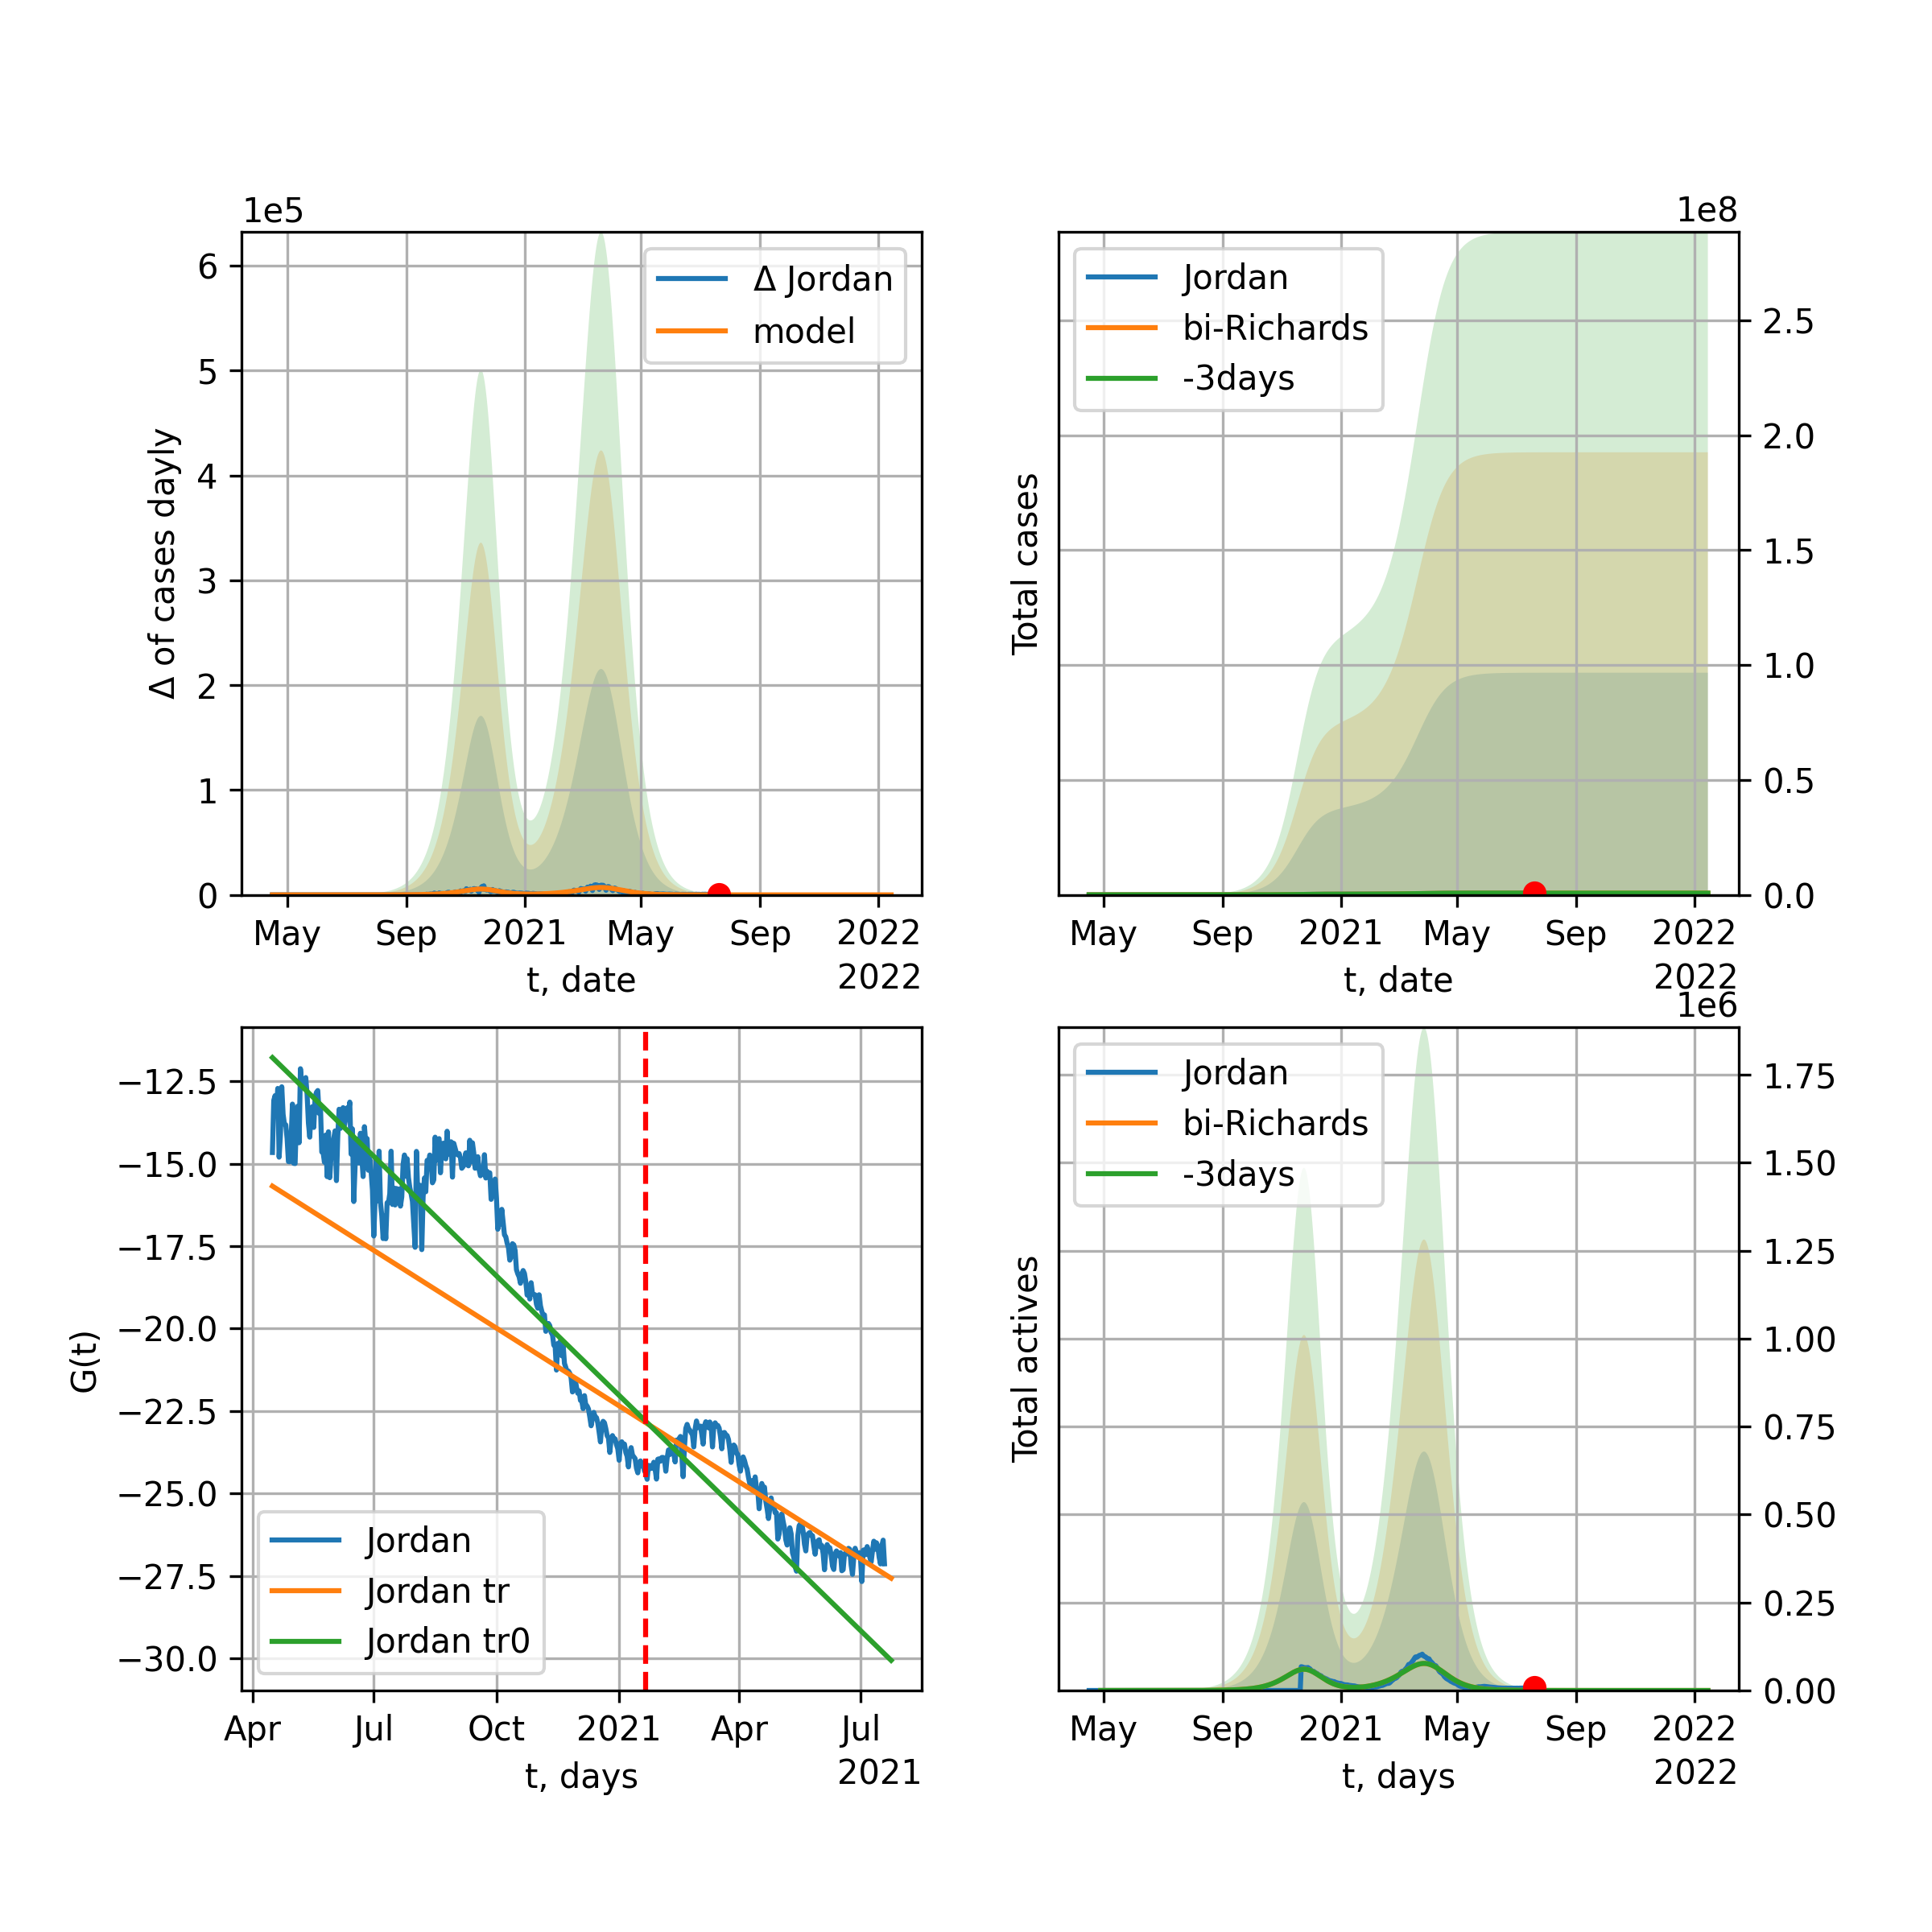 1e5
Δ of cases dayly
6
5
4
3
2
1
0
Δ Jordan
model
May Sep 2021 May Sep 2022
t, date 2022
1e8
Total cases
Jordan
bi-Richards
-3days
2.5
2.0
1.5
1.0
0.5
0.0
May Sep 2021 May Sep 2022
t, date 2022
G(t)
−12.5
−15.0
−17.5
−20.0
−22.5
−25.0
−27.5
−30.0
Jordan
Jordan tr
Jordan tr0
Apr Jul Oct 2021 Apr Jul
t, days 2021
1e6
Total actives
Jordan
bi-Richards
-3days
1.75
1.50
1.25
1.00
0.75
0.50
0.25
0.00
May Sep 2021 May Sep 2022
t, days 2022